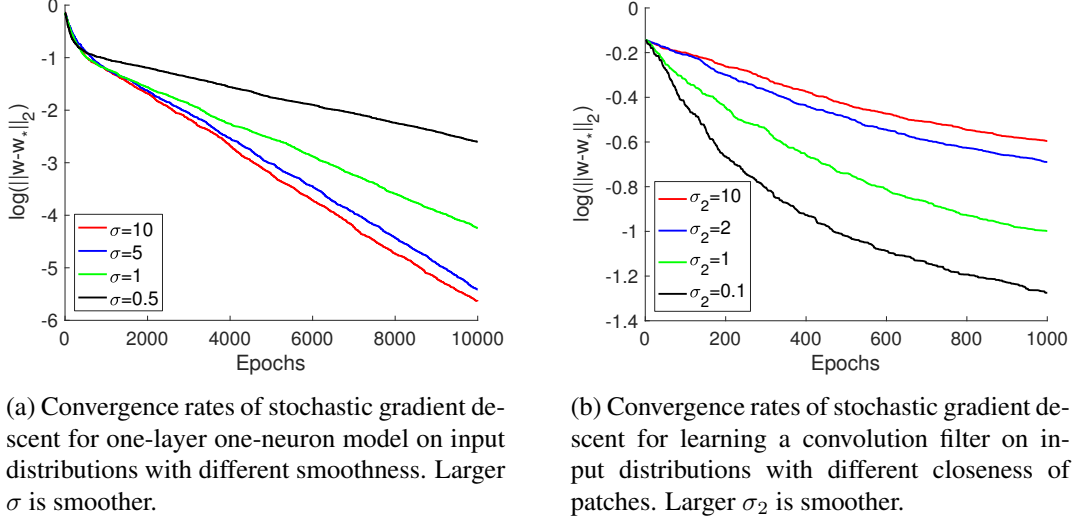 0
-1
-2
-3
-4
-5
-6
log(||w-w*||2)
σ=10
σ=5
σ=1
σ=0.5
0 2000 4000 6000 8000 10000
Epochs
0
-0.2
-0.4
-0.6
-0.8
-1
-1.2
-1.4
log(||w-w*||2)
σ2=10
σ2=2
σ2=1
σ2=0.1
0 200 400 600 800 1000
Epochs
(a) Convergence rates of stochastic gradient de-
scent for one-layer one-neuron model on input
distributions with different smoothness. Larger
σ is smoother.
(b) Convergence rates of stochastic gradient de-
scent for learning a convolution filter on in-
put distributions with different closeness of
patches. Larger σ2 is smoother.